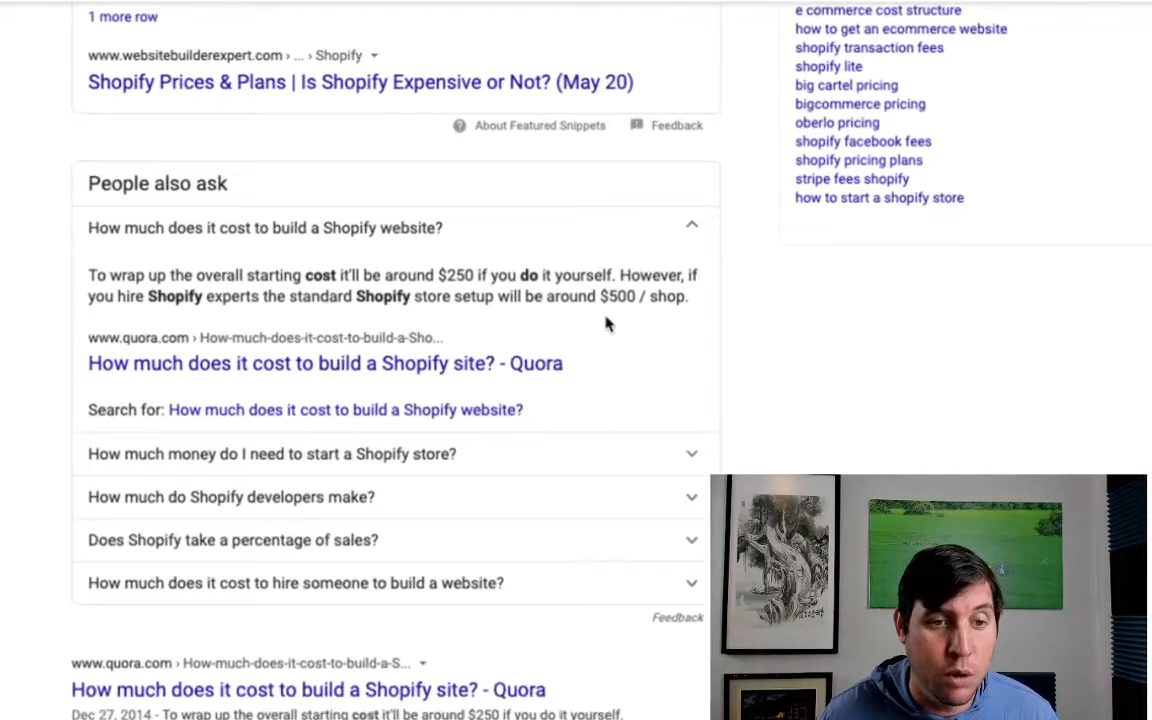 1 more row
www.websitebuilderexpert.com › ... › Shopify
Shopify Prices & Plans | Is Shopify Expensive or Not? (May 20)
About Featured Snippets
Feedback
People also ask
How much does it cost to build a Shopify website?
To wrap up the overall starting cost it'll be around $250 if you do it yourself. However, if
you hire Shopify experts the standard Shopify store setup will be around $500 / shop.
www.quora.com › How-much-does-it-cost-to-build-a-Sho...
How much does it cost to build a Shopify site? - Quora
Search for: How much does it cost to build a Shopify website?
How much money do I need to start a Shopify store?
How much do Shopify developers make?
Does Shopify take a percentage of sales?
How much does it cost to hire someone to build a website?
Feedback
www.quora.com › How-much-does-it-cost-to-build-a-S...
How much does it cost to build a Shopify site? - Quora
Dec 27, 2014 - To wrap up the overall starting cost it'll be around $250 if you do it yourself.
e commerce cost structure
how to get an ecommerce website
shopify transaction fees
shopify lite
big cartel pricing
bigcommerce pricing
oberlo pricing
shopify facebook fees
shopify pricing plans
stripe fees shopify
how to start a shopify store